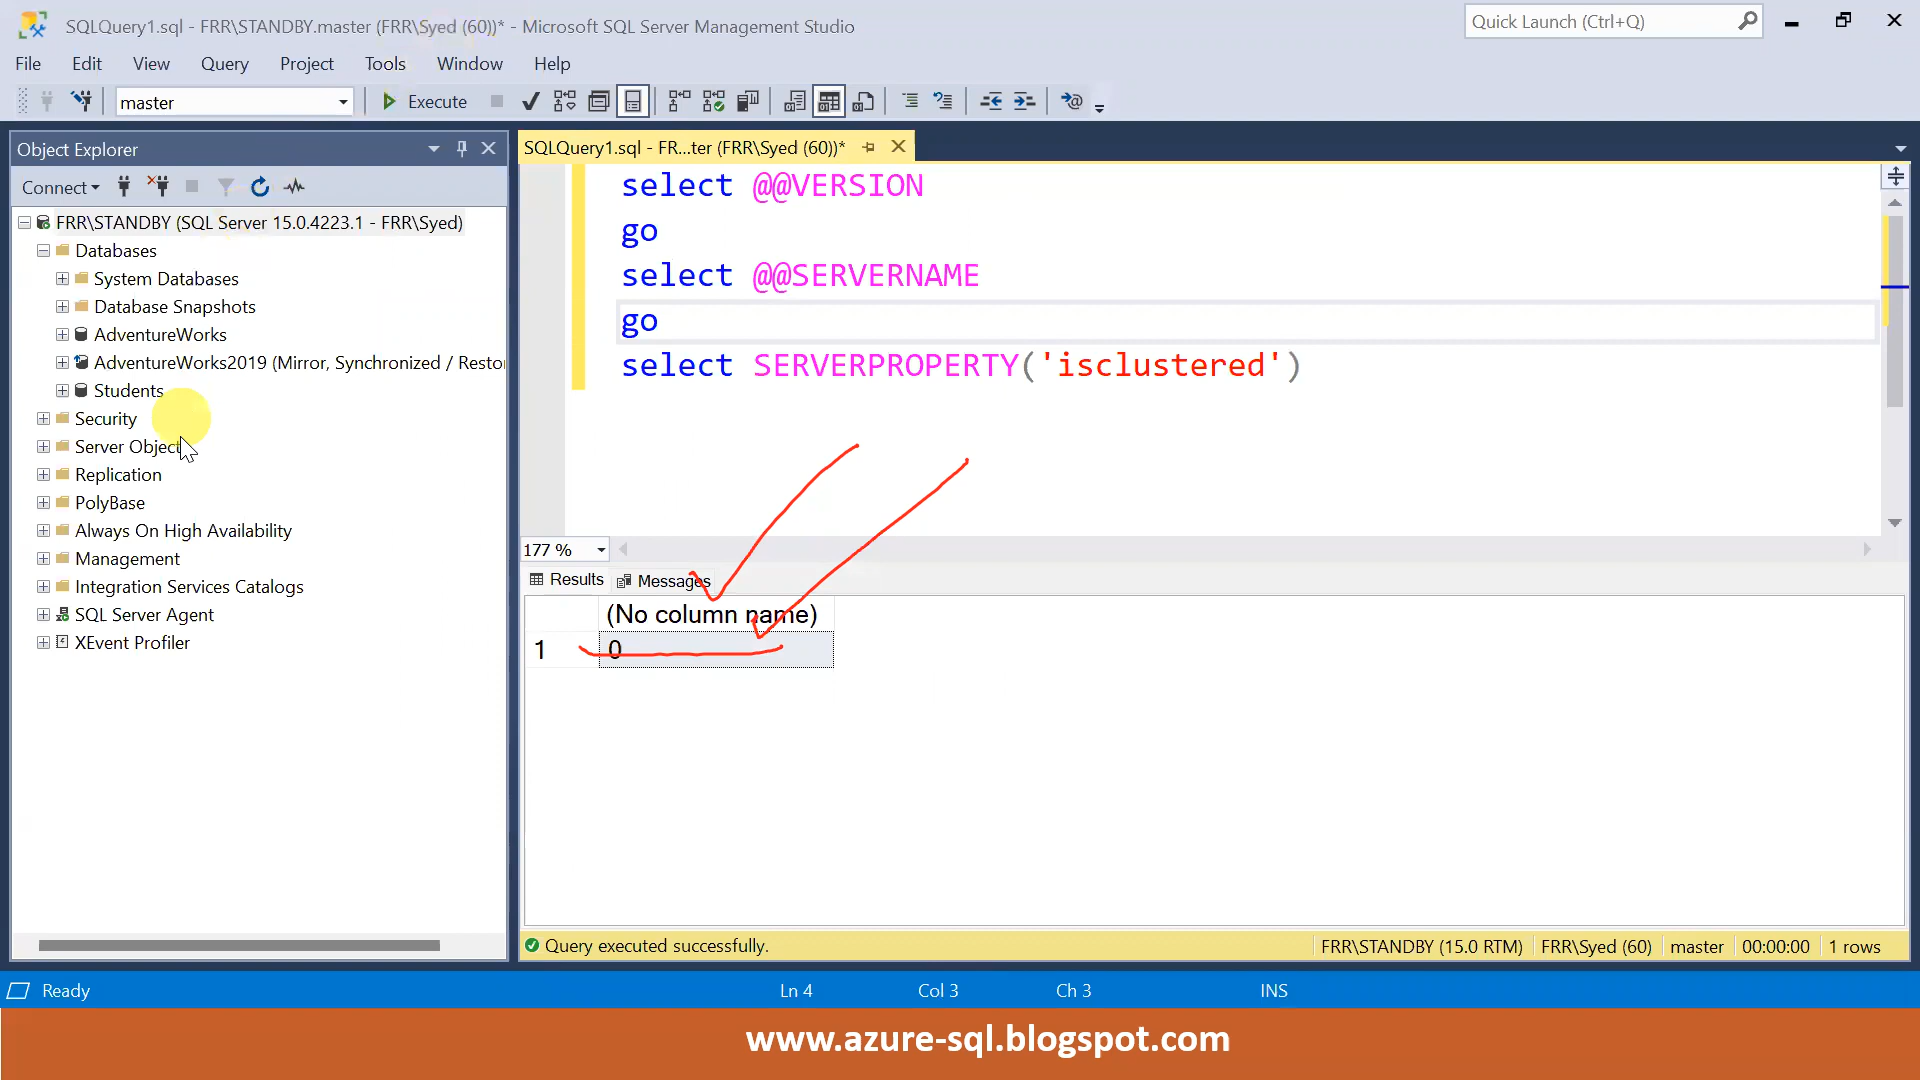 SQLQuery1.sql - FRR\STANDBY.master (FRR\Syed (60))* - Microsoft SQL Server Management Studio
Quick Launch (Ctrl+Q)
File Edit View Query Project Tools Window Help
master Execute
Object Explorer
Connect
FRR\STANDBY (SQL Server 15.0.4223.1 - FRR\Syed)
Databases
System Databases
Database Snapshots
AdventureWorks
AdventureWorks2019 (Mirror, Synchronized / Restor
Students
Security
Server Object
Replication
PolyBase
Always On High Availability
Management
Integration Services Catalogs
SQL Server Agent
XEvent Profiler
SQLQuery1.sql - FR...ter (FRR\Syed (60))*
select @@VERSION
go
select @@SERVERNAME
go
select SERVERPROPERTY('isclustered')
177 %
Results Messages
(No column name)
1 0
Query executed successfully. FRR\STANDBY (15.0 RTM) FRR\Syed (60) master 00:00:00 1 rows
Ready Ln 4 Col 3 Ch 3 INS
www.azure-sql.blogspot.com